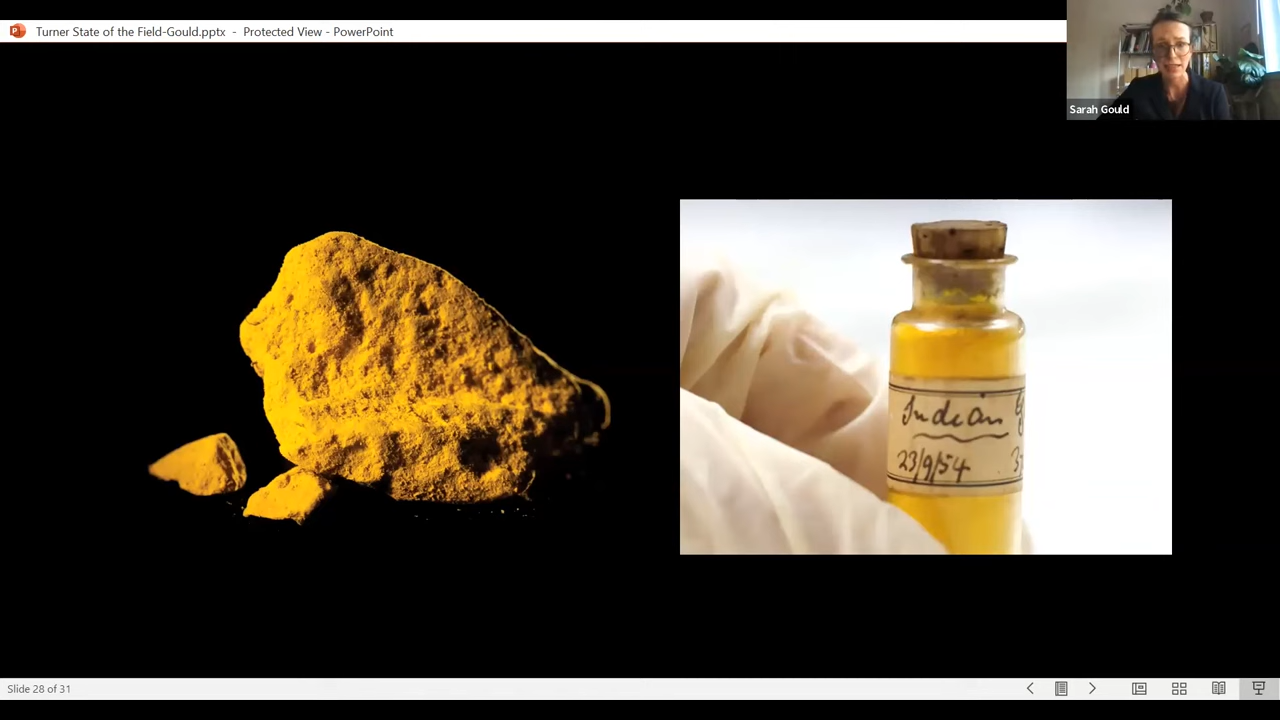 Turner State of the Field-Gould.pptx - Protected View - PowerPoint
Sarah Gould
Indian
23/9/54
Slide 28 of 31